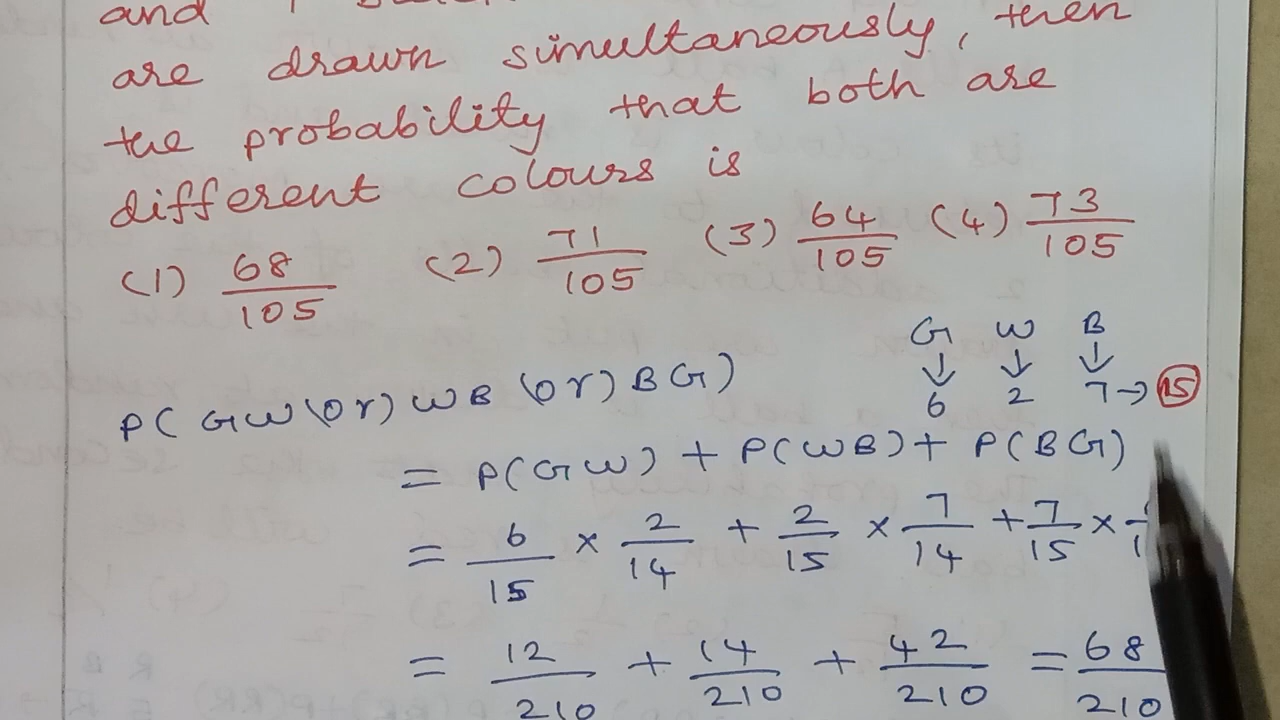 and 1
are drawn simultaneously, then
the probability that both are
different colours is
(1) 68/105 (2) 71/105 (3) 64/105 (4) 73/105
G W B
↓ ↓ ↓
6 2 7 → 15
P(GW (or) WB (or) BG)
= P(GW) + P(WB) + P(BG)
= 6/15 × 2/14 + 2/15 × 7/14 + 7/15 ×
= 12/210 + 14/210 + 42/210 = 68/210